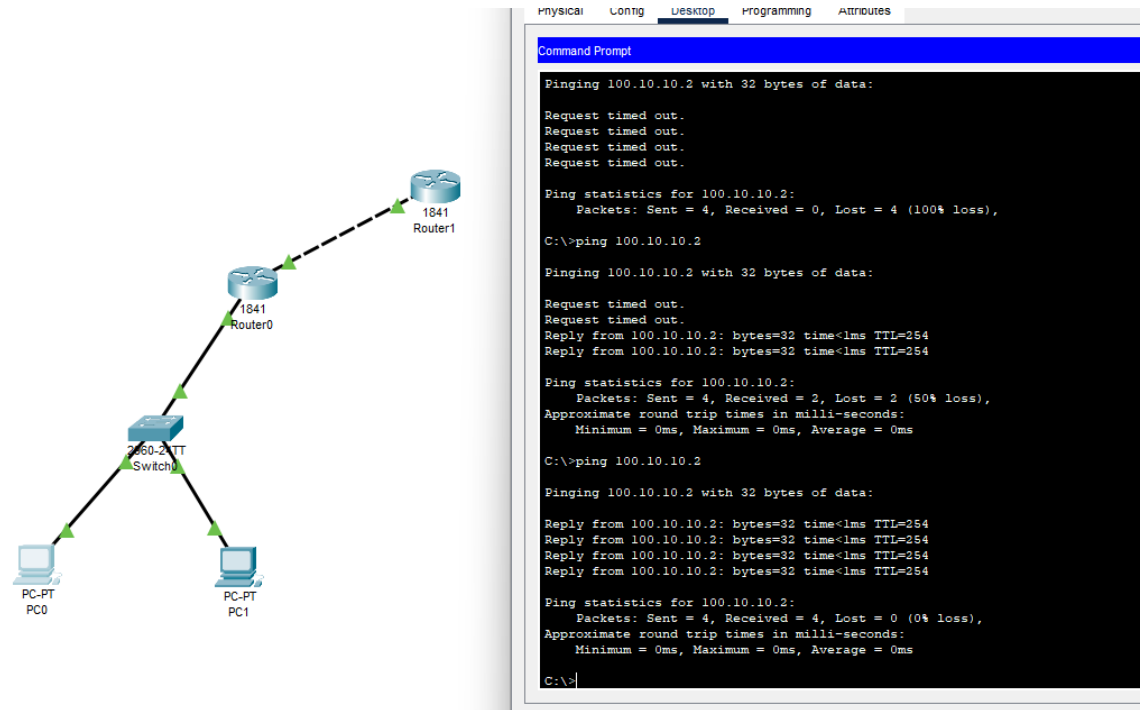 Physical Config Desktop Programming Attributes
Command Prompt
Pinging 100.10.10.2 with 32 bytes of data:
Request timed out.
Request timed out.
Request timed out.
Request timed out.
Ping statistics for 100.10.10.2:
Packets: Sent = 4, Received = 0, Lost = 4 (100% loss),
C:\>ping 100.10.10.2
Pinging 100.10.10.2 with 32 bytes of data:
Request timed out.
Request timed out.
Reply from 100.10.10.2: bytes=32 time<1ms TTL=254
Reply from 100.10.10.2: bytes=32 time<1ms TTL=254
Ping statistics for 100.10.10.2:
Packets: Sent = 4, Received = 2, Lost = 2 (50% loss),
Approximate round trip times in milli-seconds:
Minimum = 0ms, Maximum = 0ms, Average = 0ms
C:\>ping 100.10.10.2
Pinging 100.10.10.2 with 32 bytes of data:
Reply from 100.10.10.2: bytes=32 time<1ms TTL=254
Reply from 100.10.10.2: bytes=32 time<1ms TTL=254
Reply from 100.10.10.2: bytes=32 time<1ms TTL=254
Reply from 100.10.10.2: bytes=32 time<1ms TTL=254
Ping statistics for 100.10.10.2:
Packets: Sent = 4, Received = 4, Lost = 0 (0% loss),
Approximate round trip times in milli-seconds:
Minimum = 0ms, Maximum = 0ms, Average = 0ms
C:\>
1841
Router1
1841
Router0
2960-24TT
Switch0
PC-PT
PC0
PC-PT
PC1